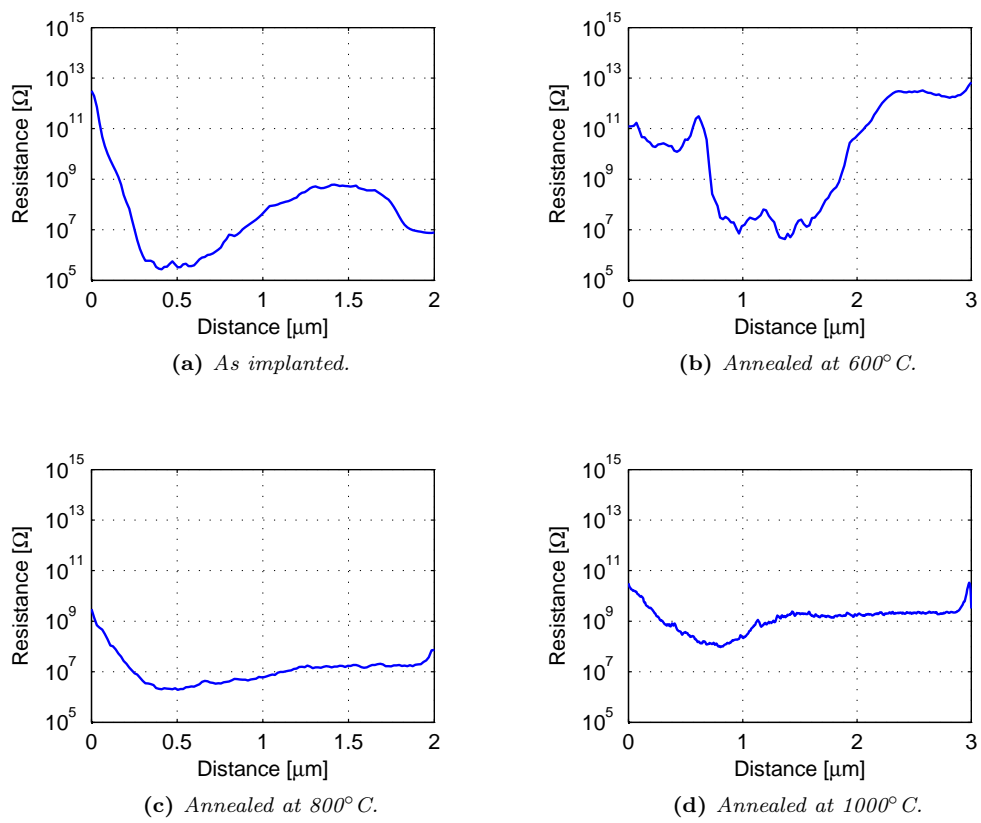 10^15
10^13
10^11
10^9
10^7
10^5
Resistance [Ω]
0 0.5 1 1.5 2
Distance [μm]
(a) As implanted.
10^15
10^13
10^11
10^9
10^7
10^5
Resistance [Ω]
0 1 2 3
Distance [μm]
(b) Annealed at 600°C.
10^15
10^13
10^11
10^9
10^7
10^5
Resistance [Ω]
0 0.5 1 1.5 2
Distance [μm]
(c) Annealed at 800°C.
10^15
10^13
10^11
10^9
10^7
10^5
Resistance [Ω]
0 1 2 3
Distance [μm]
(d) Annealed at 1000°C.